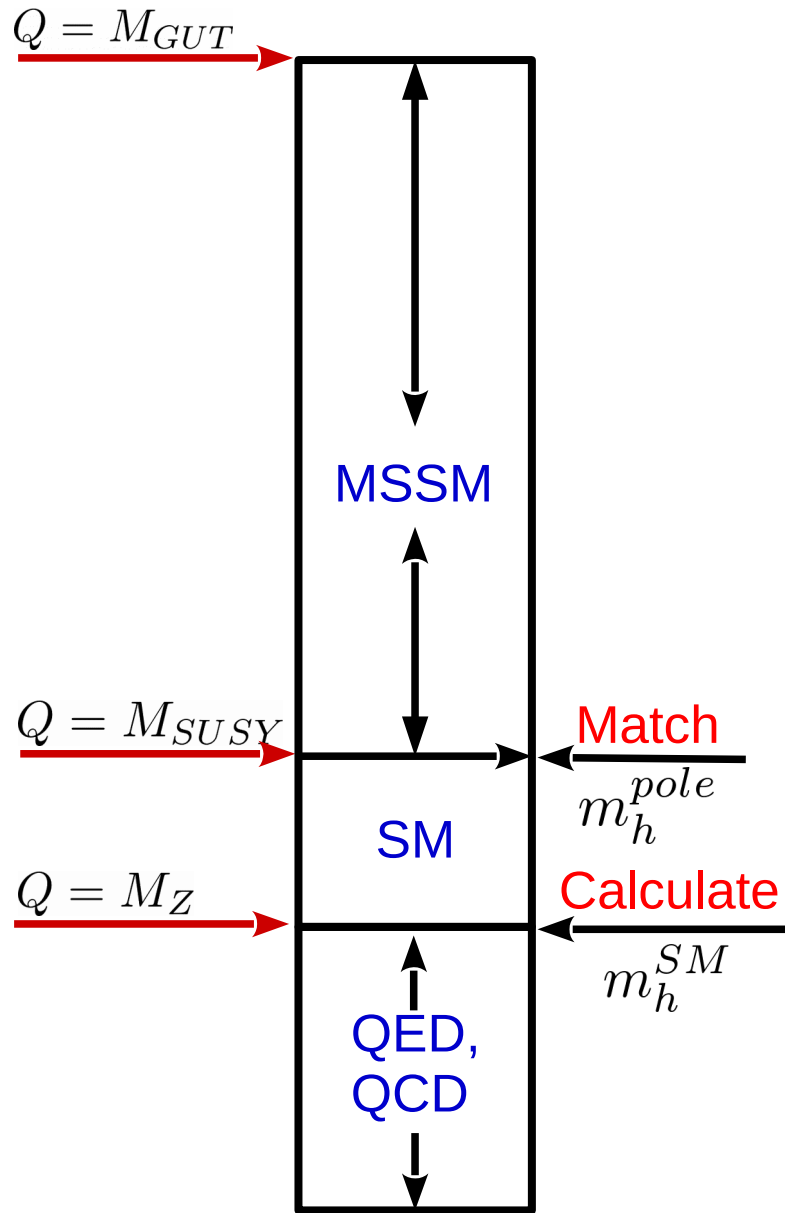 Q = M_{GUT}
MSSM
Q = M_{SUSY}
Match
m_h^{pole}
SM
Q = M_Z
Calculate
m_h^{SM}
QED,
QCD